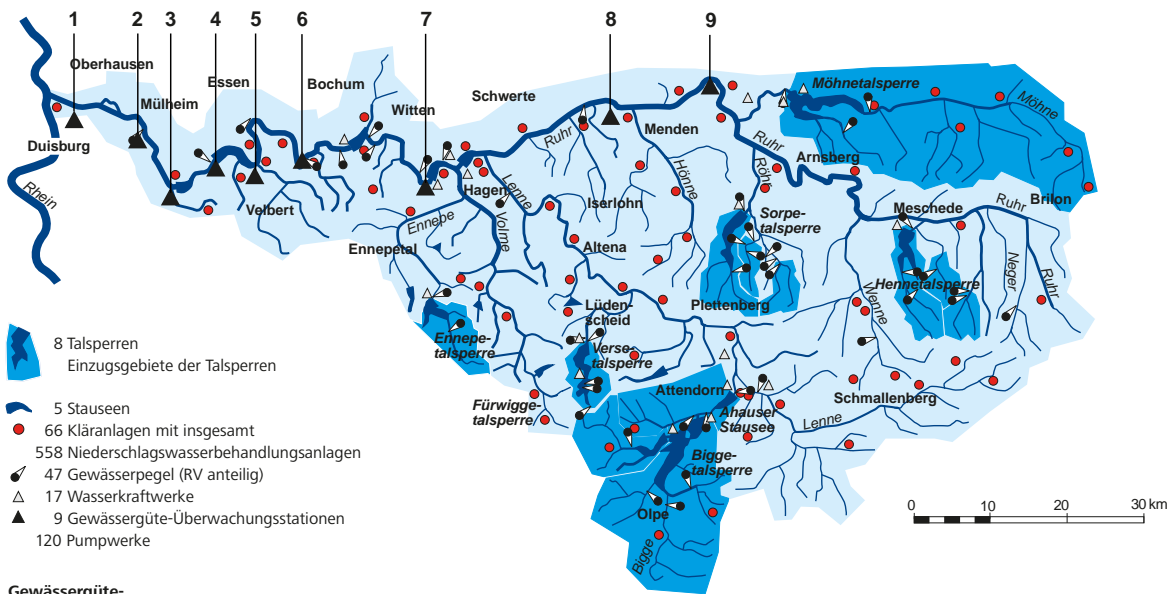 1 2 3 4 5 6 7 8 9
Oberhausen
Mülheim
Essen
Bochum
Witten
Schwerte
Menden
Möhnetalsperre
Möhne
Duisburg
Rhein
Velbert
Ruhr
Ruhr
Arnsberg
Röhr
Hönne
Hagen
Lenne
Iserlohn
Ennepe
Volme
Ennepetal
Altena
Sorpe-
talsperre
Meschede
Ruhr
Brilon
Neger
Ruhr
Hennetalsperre
Wenne
Plettenberg
Lüden-
scheid
Ennepe-
talsperre
Verse-
talsperre
Fürwigge-
talsperre
Attendorn
Ahauser
Stausee
Schmallenberg
Lenne
Bigge-
talsperre
Olpe
Bigge
8 Talsperren
Einzugsgebiete der Talsperren
5 Stauseen
66 Kläranlagen mit insgesamt
558 Niederschlagswasserbehandlungsanlagen
47 Gewässerpegel (RV anteilig)
17 Wasserkraftwerke
9 Gewässergüte-Überwachungsstationen
120 Pumpwerke
0 10 20 30 km
Gewässergüte-